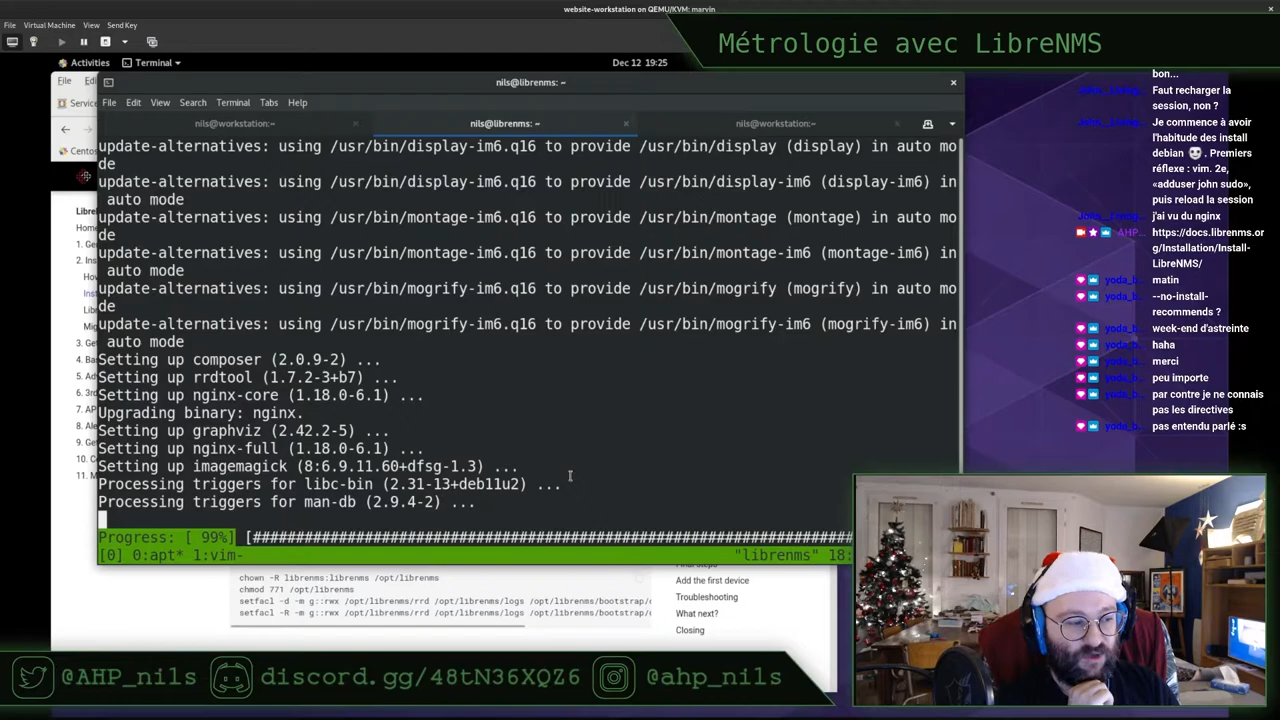 website-workstation on QEMU/KVM: marvin
File Virtual Machine View Send Key
Métrologie avec LibreNMS
Activities
Terminal
Dec 12 19:25
nils@librenms: ~
File Edit View Search Terminal Tabs Help
nils@workstation:~
nils@librenms: ~
nils@workstation:~
update-alternatives: using /usr/bin/display-im6.q16 to provide /usr/bin/display (display) in auto mo
de
update-alternatives: using /usr/bin/display-im6.q16 to provide /usr/bin/display-im6 (display-im6) in
auto mode
update-alternatives: using /usr/bin/montage-im6.q16 to provide /usr/bin/montage (montage) in auto mo
de
update-alternatives: using /usr/bin/montage-im6.q16 to provide /usr/bin/montage-im6 (montage-im6) in
auto mode
update-alternatives: using /usr/bin/mogrify-im6.q16 to provide /usr/bin/mogrify (mogrify) in auto mo
de
update-alternatives: using /usr/bin/mogrify-im6.q16 to provide /usr/bin/mogrify-im6 (mogrify-im6) in
auto mode
Setting up composer (2.0.9-2) ...
Setting up rrdtool (1.7.2-3+b7) ...
Setting up nginx-core (1.18.0-6.1) ...
Upgrading binary: nginx.
Setting up graphviz (2.42.2-5) ...
Setting up nginx-full (1.18.0-6.1) ...
Setting up imagemagick (8:6.9.11.60+dfsg-1.3) ...
Processing triggers for libc-bin (2.31-13+deb11u2) ...
Processing triggers for man-db (2.9.4-2) ...
Progress: [ 99%] [##########################################################################
[0] 0:apt* 1:vim-
"librenms" 18:
File
Service
Centos
Home
chown -R librenms:librenms /opt/librenms
chmod 771 /opt/librenms
setfacl -d -m g::rwx /opt/librenms/rrd /opt/librenms/logs /opt/librenms/bootstrap/
setfacl -R -m g::rwx /opt/librenms/rrd /opt/librenms/logs /opt/librenms/bootstrap/
Final steps
Add the first device
Troubleshooting
What next?
Closing
bon...
Faut recharger la
session, non ?
Je commence à avoir
l'habitude des install
debian 💀. Premiers
réflexe : vim. 2e,
«adduser john sudo»,
puis reload la session
j'ai vu du nginx
AHP_
https://docs.librenms.or
g/Installation/Install-
LibreNMS/
yoda_b... matin
yoda_b... --no-install-
recommends ?
yoda_b... week-end d'astreinte
yoda_b... haha
yoda_b... merci
yoda_b... peu importe
yoda_b... par contre je ne connais
pas les directives
yoda_b... pas entendu parlé :s
@AHP_nils
discord.gg/48tN36XQZ6
@ahp_nils